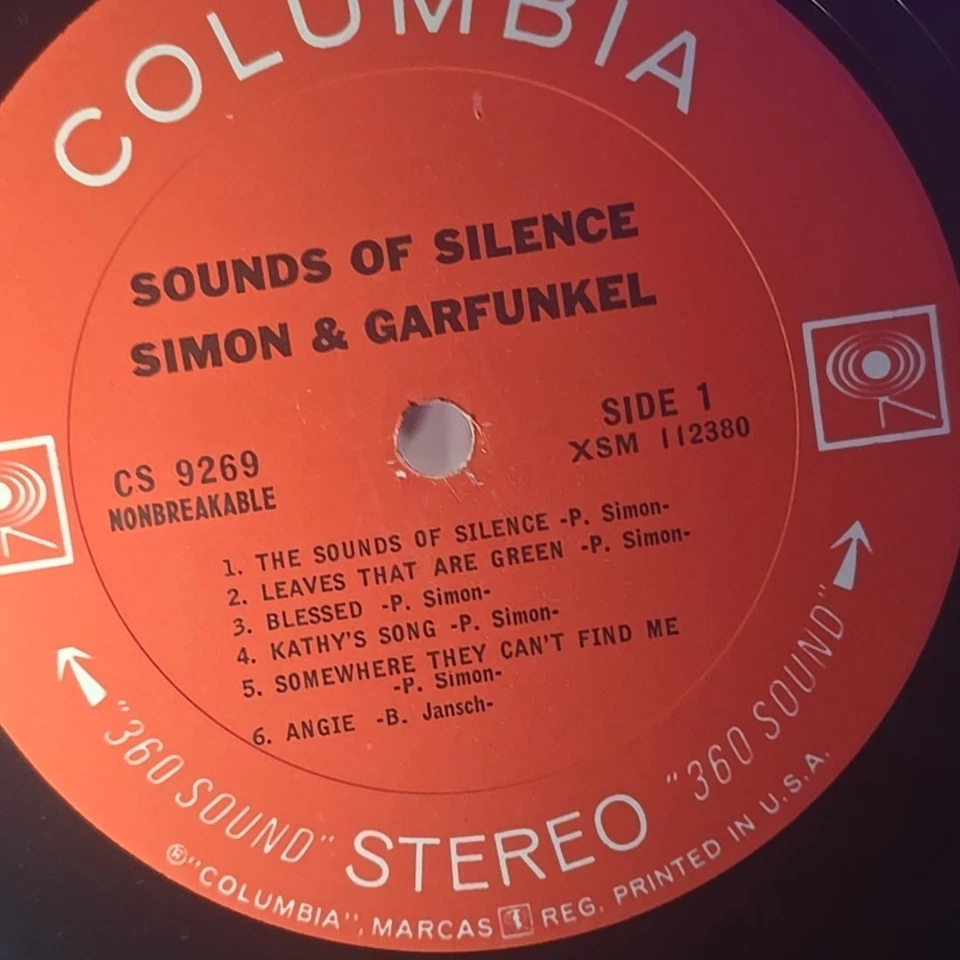 COLUMBIA
SOUNDS OF SILENCE
SIMON & GARFUNKEL
SIDE 1
XSM 112380
CS 9269
NONBREAKABLE
1. THE SOUNDS OF SILENCE -P. Simon-
2. LEAVES THAT ARE GREEN -P. Simon-
3. BLESSED -P. Simon-
4. KATHY'S SONG -P. Simon-
5. SOMEWHERE THEY CAN'T FIND ME
-P. Simon-
6. ANGIE -B. Jansch-
"360 SOUND" STEREO "360 SOUND"
® "COLUMBIA", MARCAS REG. PRINTED IN U.S.A.